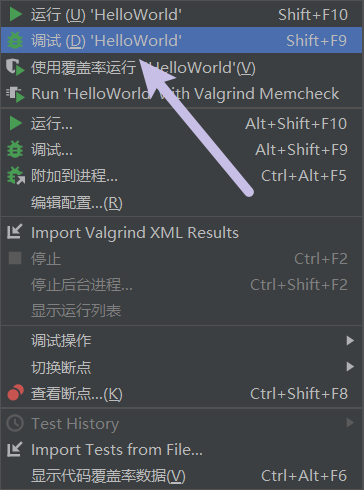 运行 (U) 'HelloWorld' Shift+F10
调试 (D) 'HelloWorld' Shift+F9
使用覆盖率运行 'HelloWorld'(V)
Run 'HelloWorld' with Valgrind Memcheck
运行... Alt+Shift+F10
调试... Alt+Shift+F9
附加到进程... Ctrl+Alt+F5
编辑配置...(R)
Import Valgrind XML Results
停止 Ctrl+F2
停止后台进程... Ctrl+Shift+F2
显示运行列表
调试操作
切换断点
查看断点...(K) Ctrl+Shift+F8
Test History
Import Tests from File...
显示代码覆盖率数据(V) Ctrl+Alt+F6